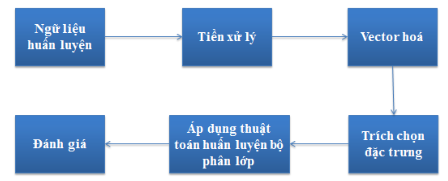 Ngữ liệu
huấn luyện
Tiền xử lý
Vector hoá
Trích chọn
đặc trưng
Áp dụng thuật
toán huấn luyện bộ
phân lớp
Đánh giá